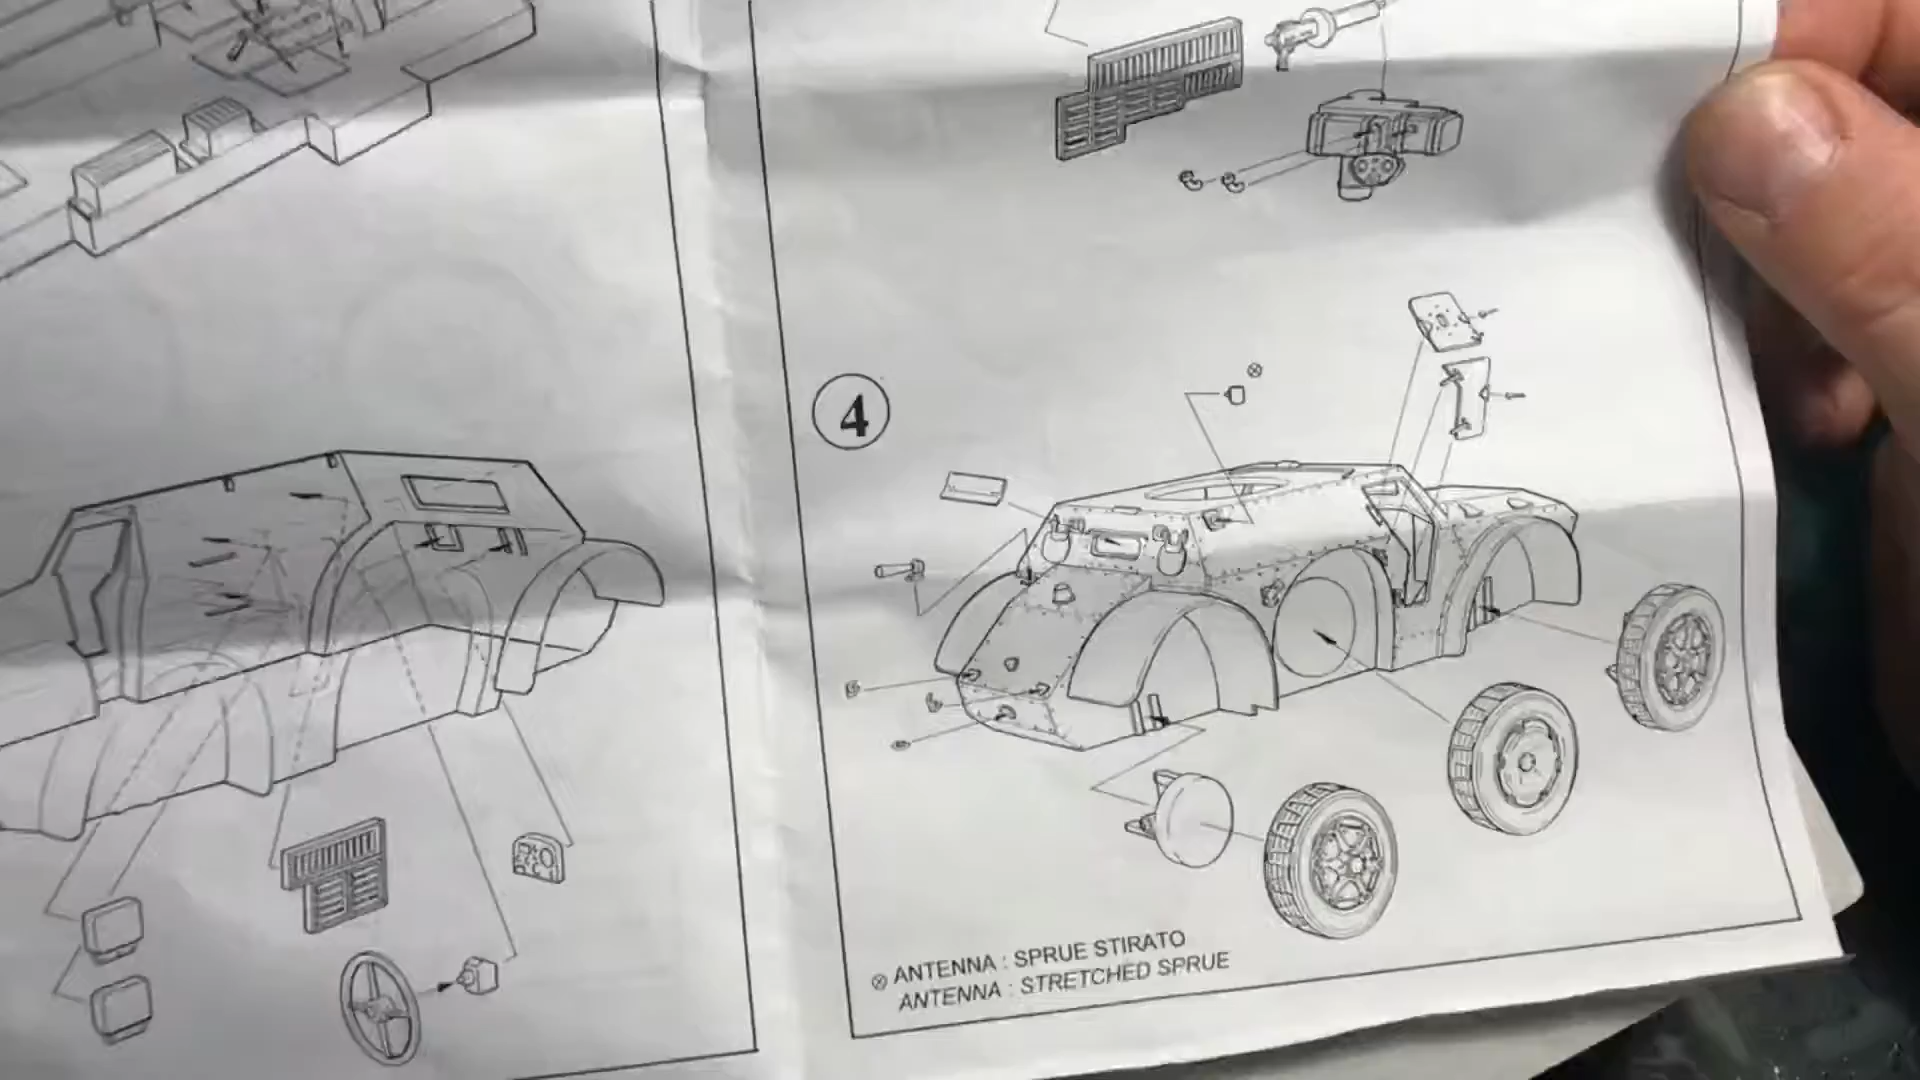 4
⊗ ANTENNA : SPRUE STIRATO
ANTENNA : STRETCHED SPRUE